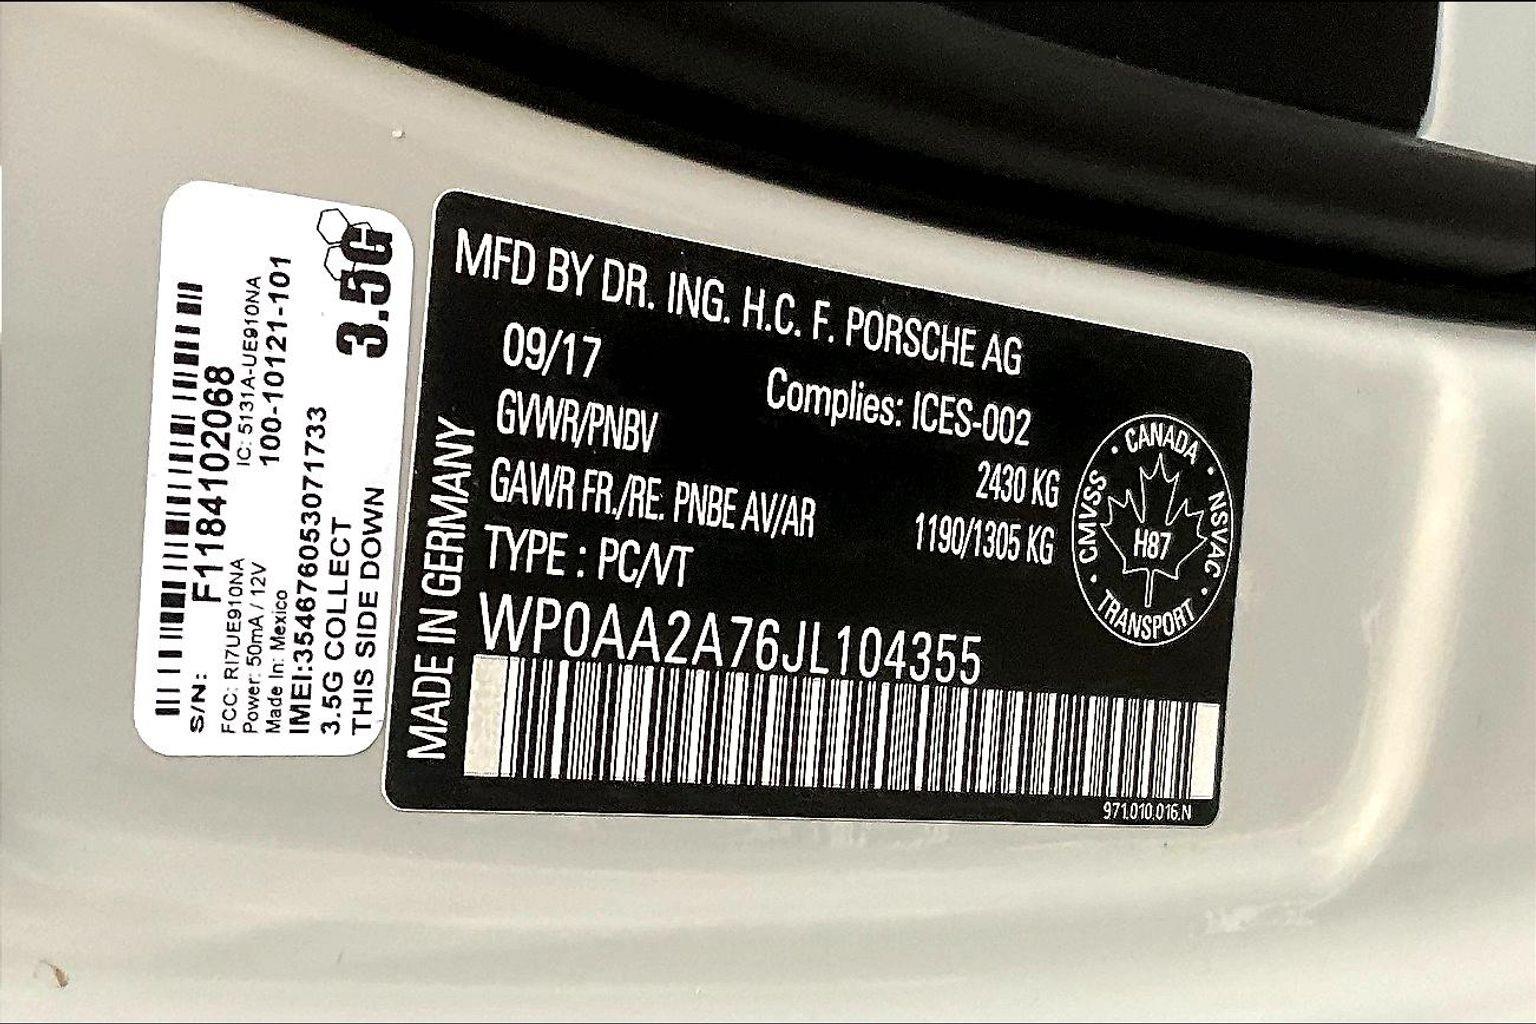 S/N:
F118410206​8
FCC: RI7UE910NA
IC: 5131A-UE910NA
Power: 50mA / 12V
100-10121-101
Made In: Mexico
IMEI:354676053071733
3.5G COLLECT
THIS SIDE DOWN
3.5G
MFD BY DR. ING. H.C. F. PORSCHE AG
09/17
Complies: ICES-002
GVWR/PNBV 2430 KG
GAWR FR./RE. PNBE AV/AR 1190/1305 KG
TYPE : PC/VT
WP0AA2A76JL104355
MADE IN GERMANY
CANADA
CMVSS
NSVAC
H87
TRANSPORT
971.010.016.N